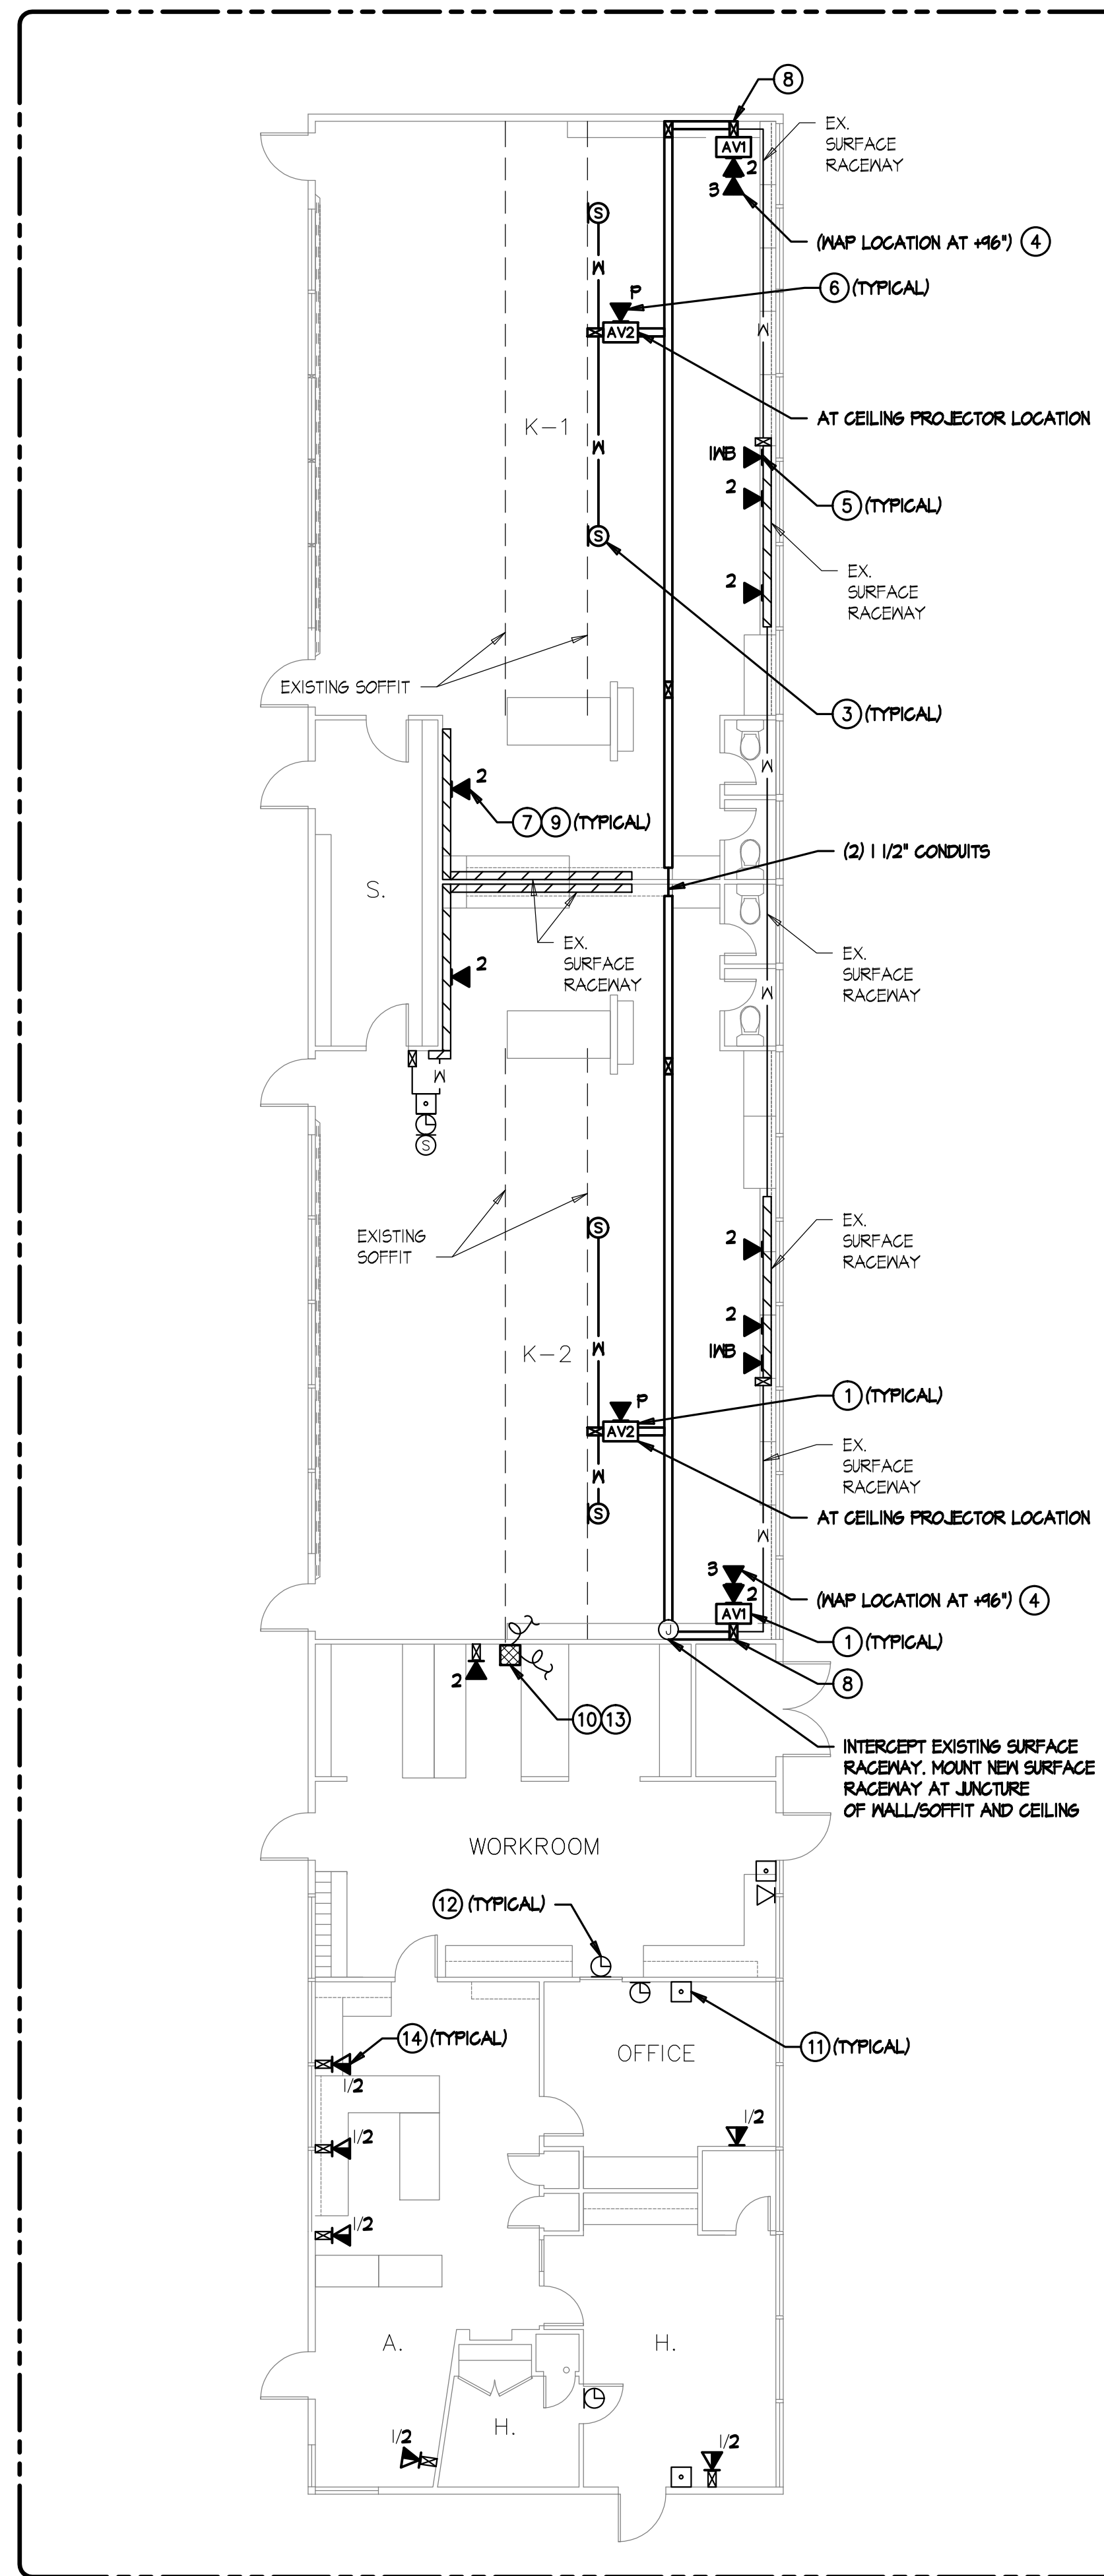 8
EX.
SURFACE
RACEWAY
AV1
2
3
(WAP LOCATION AT +96") 4
S
W
P
6 (TYPICAL)
AV2
W
AT CEILING PROJECTOR LOCATION
K-1
W
IWB
2
5 (TYPICAL)
S
EX.
SURFACE
RACEWAY
2
EXISTING SOFFIT
3 (TYPICAL)
W
2
7 9 (TYPICAL)
(2) 1 1/2" CONDUITS
S.
EX.
SURFACE
RACEWAY
2
EX.
SURFACE
RACEWAY
W
W
S
EXISTING
SOFFIT
S
2
EX.
SURFACE
RACEWAY
2
W
K-2
IWB
P
1 (TYPICAL)
AV2
EX.
SURFACE
RACEWAY
W
S
AT CEILING PROJECTOR LOCATION
W
3
(WAP LOCATION AT +96") 4
2
AV1
1 (TYPICAL)
J
8
2
10 13
INTERCEPT EXISTING SURFACE
RACEWAY. MOUNT NEW SURFACE
RACEWAY AT JUNCTURE
OF WALL/SOFFIT AND CEILING
WORKROOM
12 (TYPICAL)
14 (TYPICAL)
11 (TYPICAL)
OFFICE
1/2
1/2
1/2
1/2
A.
H.
H.
1/2
1/2